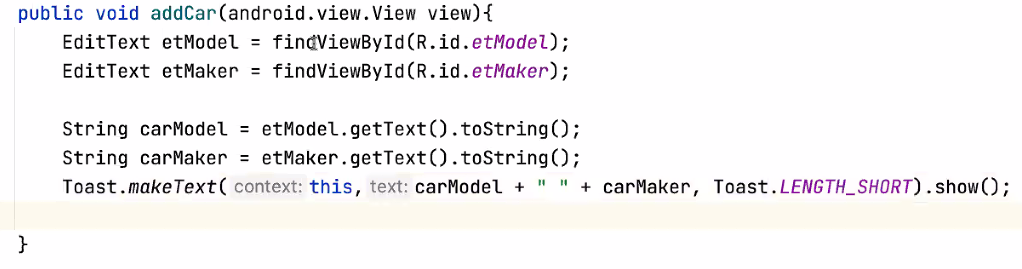 public void addCar(android.view.View view){
EditText etModel = findViewById(R.id.etModel);
EditText etMaker = findViewById(R.id.etMaker);
String carModel = etModel.getText().toString();
String carMaker = etMaker.getText().toString();
Toast.makeText( context: this, text: carModel + " " + carMaker, Toast.LENGTH_SHORT).show();
}